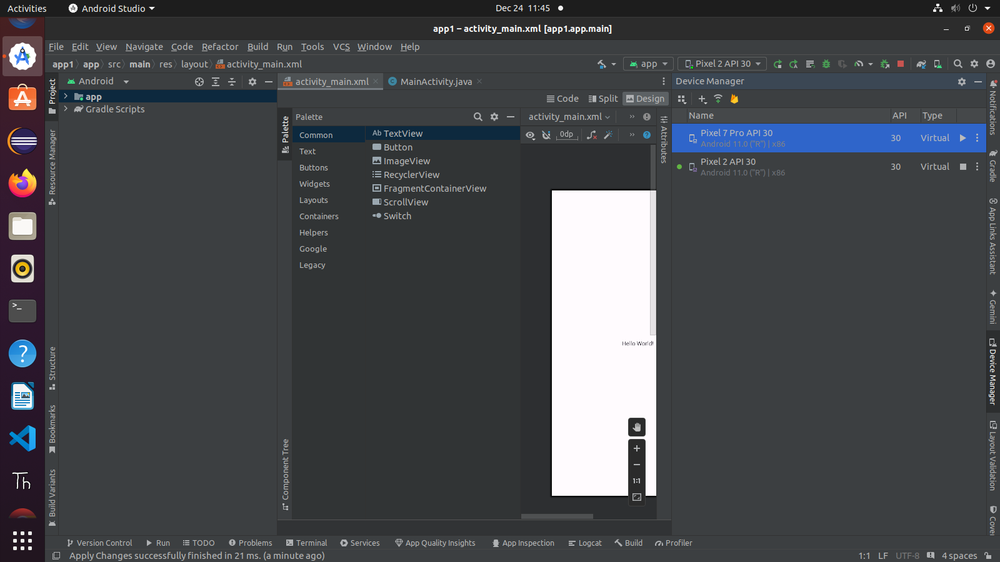 Activities
Android Studio
Dec 24 11:45
app1 – activity_main.xml [app1.app.main]
File Edit View Navigate Code Refactor Build Run Tools VCS Window Help
app1 app src main res layout activity_main.xml
app
Pixel 2 API 30
Project
Resource Manager
Structure
Bookmarks
Build Variants
Android
app
Gradle Scripts
activity_main.xml
MainActivity.java
Code
Split
Design
Palette
Component Tree
Palette
Common
Text
Buttons
Widgets
Layouts
Containers
Helpers
Google
Legacy
Ab TextView
Button
ImageView
RecyclerView
FragmentContainerView
ScrollView
Switch
activity_main.xml
0dp
Hello World!
1:1
Attributes
Device Manager
Name API Type
Pixel 7 Pro API 30
Android 11.0 ("R") | x86
30 Virtual
Pixel 2 API 30
Android 11.0 ("R") | x86
30 Virtual
Notifications
Gradle
App Links Assistant
Gemini
Device Manager
Layout Validation
Cover
Th
Version Control
Run
TODO
Problems
Terminal
Services
App Quality Insights
App Inspection
Logcat
Build
Profiler
Apply Changes successfully finished in 21 ms. (a minute ago)
1:1 LF UTF-8 4 spaces